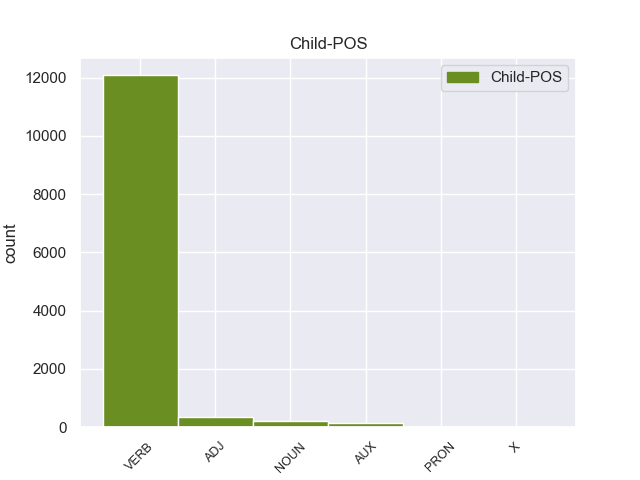 Child-POS
Child-POS
count
12000
10000
8000
6000
4000
2000
0
VERB
ADJ
NOUN
AUX
PRON
X